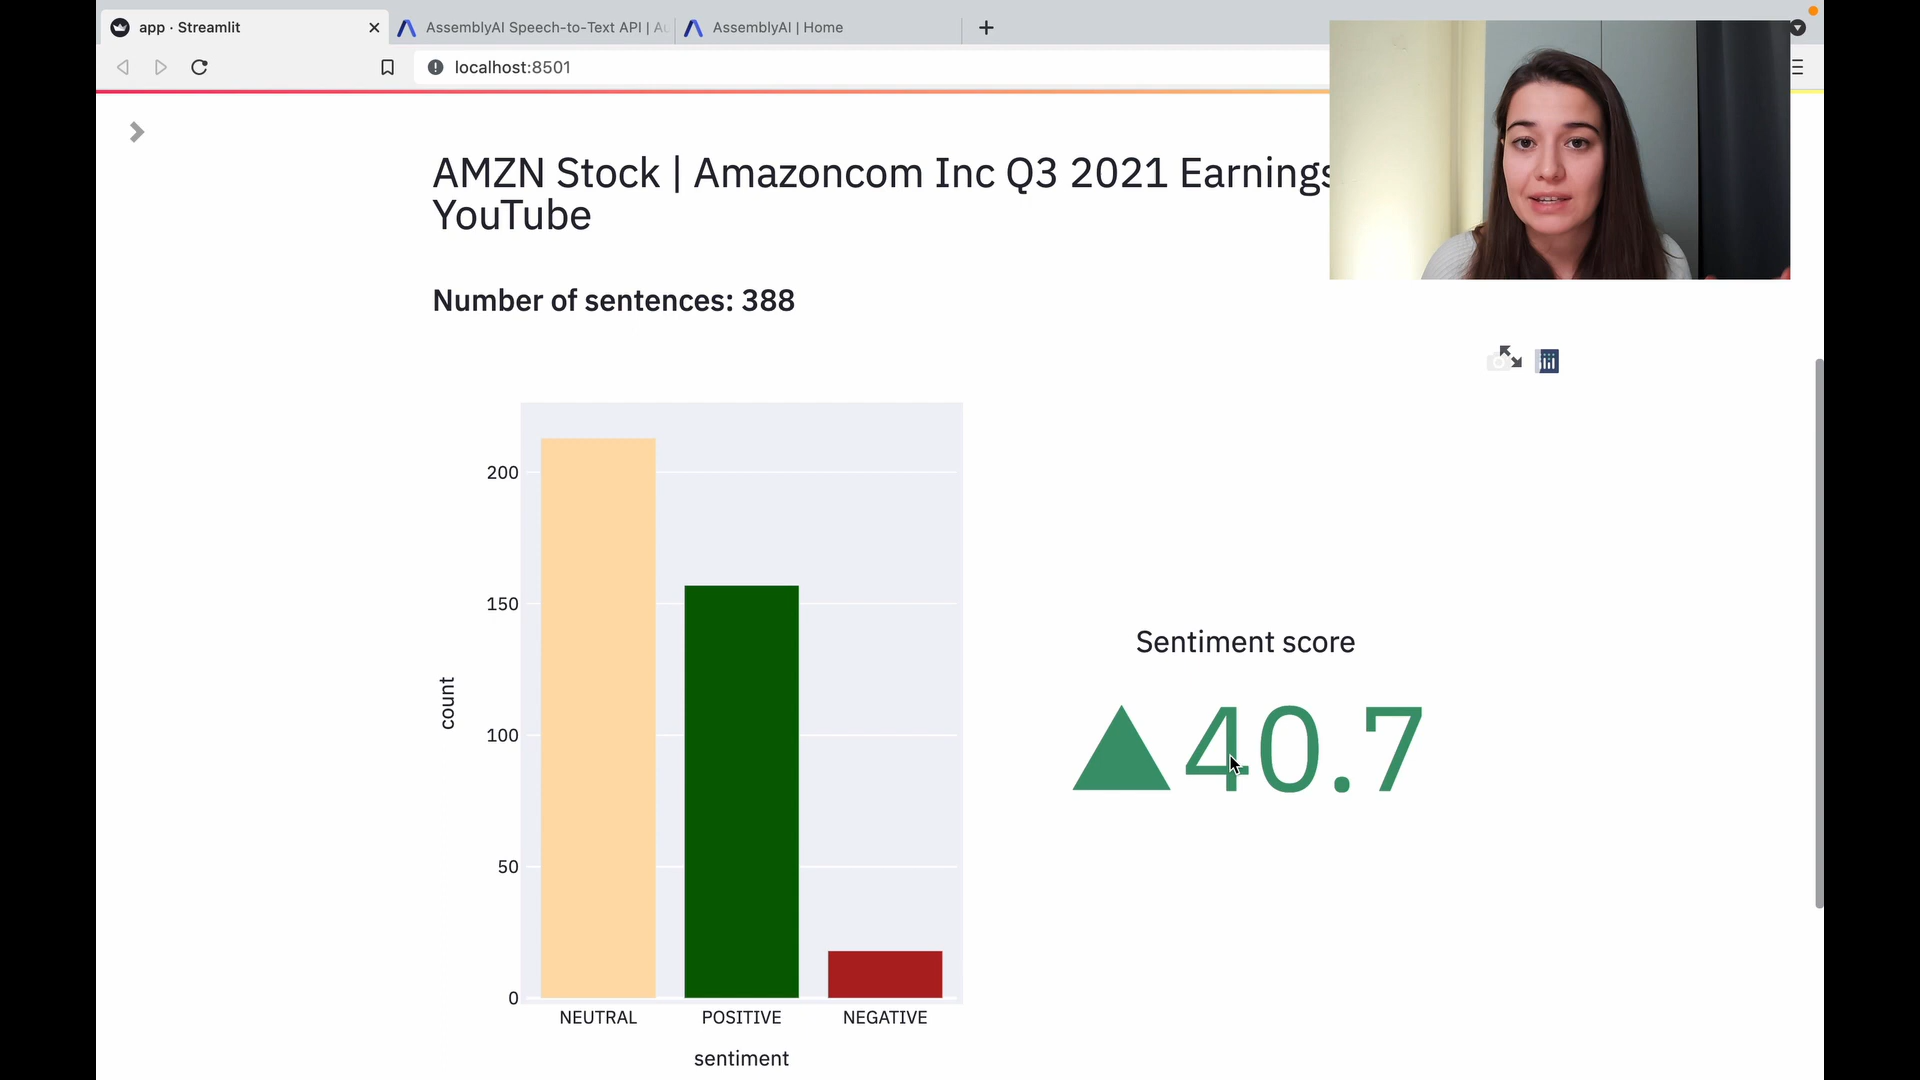 app · Streamlit
AssemblyAI Speech-to-Text API | Au
AssemblyAI | Home
localhost:8501
AMZN Stock | Amazoncom Inc Q3 2021 Earnings
YouTube
Number of sentences: 388
200
150
100
50
0
count
NEUTRAL
POSITIVE
NEGATIVE
sentiment
Sentiment score
▲40.7